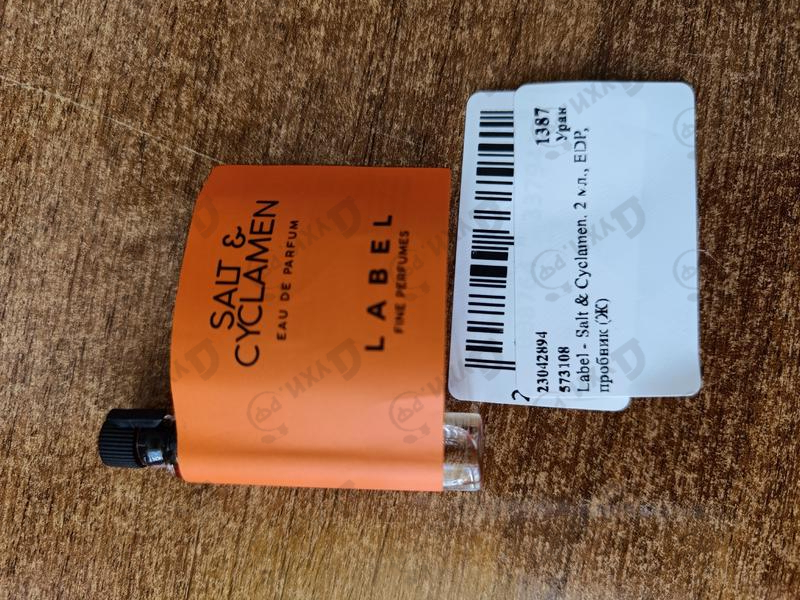 SALT &
CYCLAMEN
EAU DE PARFUM
LABEL
FINE PERFUMES
1387
Уран
23042894
573108
Label - Salt & Cyclamen. 2 мл., EDP,
пробник (Ж)
?